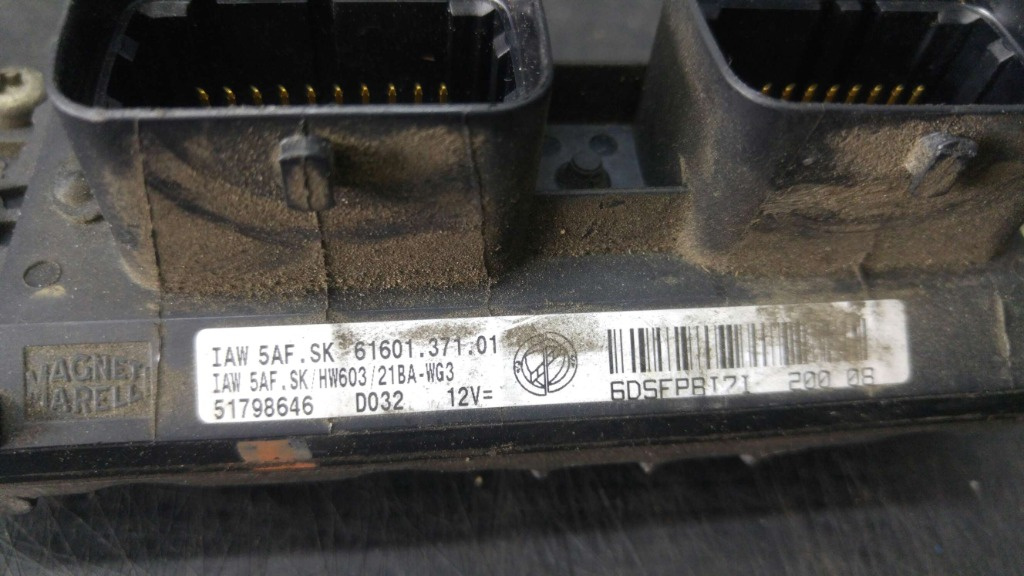 MAGNETI
MARELLI
IAW 5AF.SK 61601.371.01
IAW 5AF.SK/HW603/21BA-WG3
51798646 D032 12V=
200 08